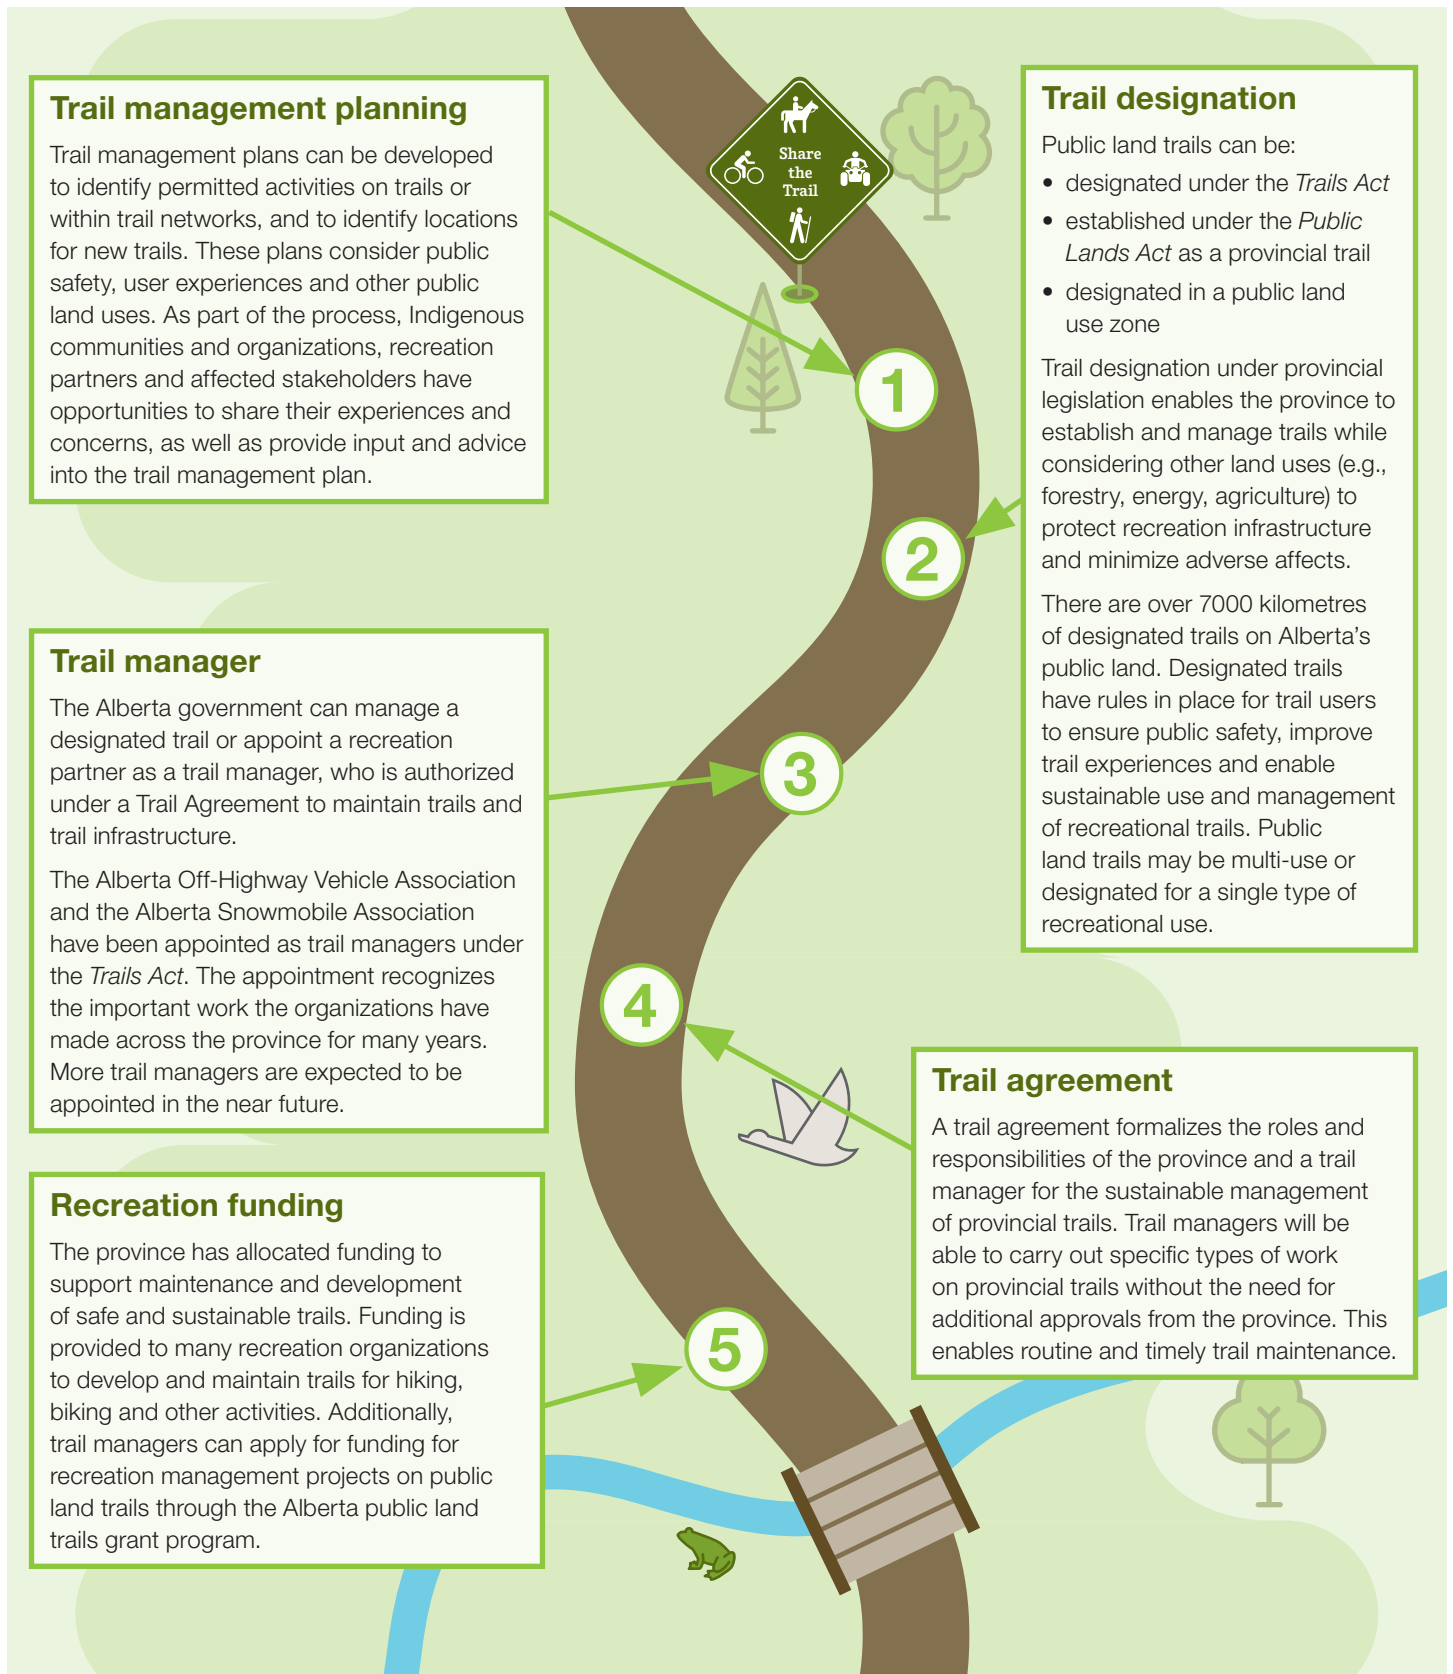 Trail management planning
Trail management plans can be developed
to identify permitted activities on trails or
within trail networks, and to identify locations
for new trails. These plans consider public
safety, user experiences and other public
land uses. As part of the process, Indigenous
communities and organizations, recreation
partners and affected stakeholders have
opportunities to share their experiences and
concerns, as well as provide input and advice
into the trail management plan.
Share
the
Trail
1
Trail designation
Public land trails can be:
• designated under the Trails Act
• established under the Public
Lands Act as a provincial trail
• designated in a public land
use zone
Trail designation under provincial
legislation enables the province to
establish and manage trails while
considering other land uses (e.g.,
forestry, energy, agriculture) to
protect recreation infrastructure
and minimize adverse affects.
There are over 7000 kilometres
of designated trails on Alberta's
public land. Designated trails
have rules in place for trail users
to ensure public safety, improve
trail experiences and enable
sustainable use and management
of recreational trails. Public
land trails may be multi-use or
designated for a single type of
recreational use.
2
Trail manager
The Alberta government can manage a
designated trail or appoint a recreation
partner as a trail manager, who is authorized
under a Trail Agreement to maintain trails and
trail infrastructure.
The Alberta Off-Highway Vehicle Association
and the Alberta Snowmobile Association
have been appointed as trail managers under
the Trails Act. The appointment recognizes
the important work the organizations have
made across the province for many years.
More trail managers are expected to be
appointed in the near future.
3
4
Trail agreement
A trail agreement formalizes the roles and
responsibilities of the province and a trail
manager for the sustainable management
of provincial trails. Trail managers will be
able to carry out specific types of work
on provincial trails without the need for
additional approvals from the province. This
enables routine and timely trail maintenance.
Recreation funding
The province has allocated funding to
support maintenance and development
of safe and sustainable trails. Funding is
provided to many recreation organizations
to develop and maintain trails for hiking,
biking and other activities. Additionally,
trail managers can apply for funding for
recreation management projects on public
land trails through the Alberta public land
trails grant program.
5